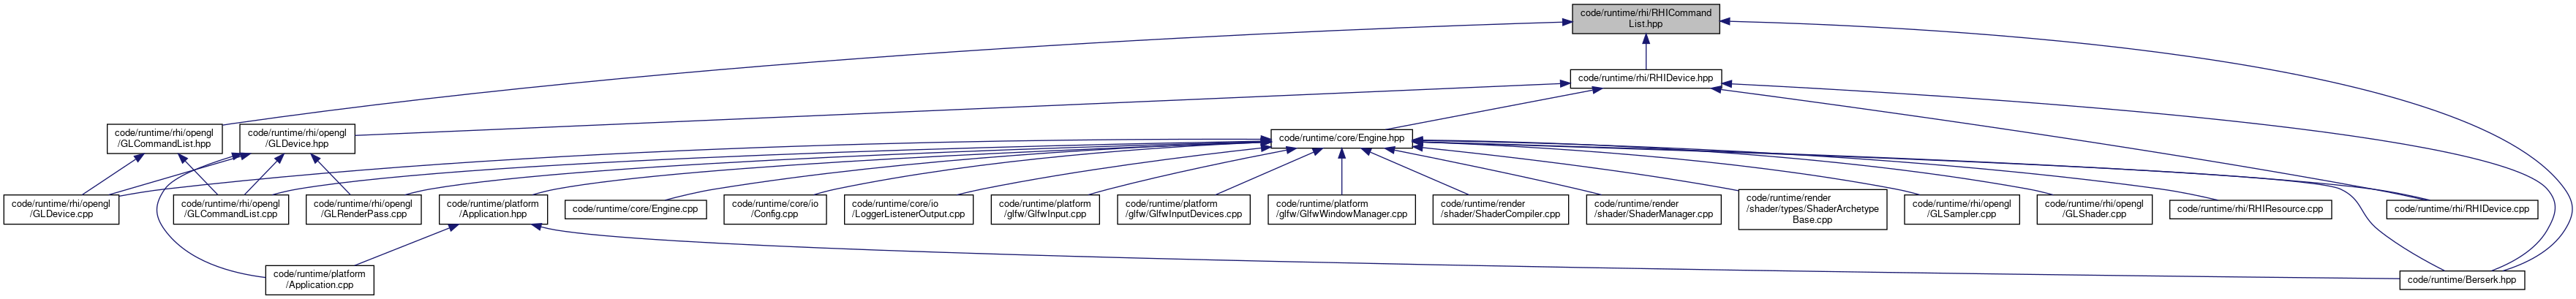 code/runtime/rhi/RHICommand
List.hpp
code/runtime/rhi/RHIDevice.hpp
code/runtime/rhi/opengl
/GLCommandList.hpp
code/runtime/rhi/opengl
/GLDevice.hpp
code/runtime/core/Engine.hpp
code/runtime/rhi/opengl
/GLDevice.cpp
code/runtime/rhi/opengl
/GLCommandList.cpp
code/runtime/rhi/opengl
/GLRenderPass.cpp
code/runtime/platform
/Application.hpp
code/runtime/core/Engine.cpp
code/runtime/core/io
/Config.cpp
code/runtime/core/io
/LoggerListenerOutput.cpp
code/runtime/platform
/glfw/GlfwInput.cpp
code/runtime/platform
/glfw/GlfwInputDevices.cpp
code/runtime/platform
/glfw/GlfwWindowManager.cpp
code/runtime/render
/shader/ShaderCompiler.cpp
code/runtime/render
/shader/ShaderManager.cpp
code/runtime/render
/shader/types/ShaderArchetype
Base.cpp
code/runtime/rhi/opengl
/GLSampler.cpp
code/runtime/rhi/opengl
/GLShader.cpp
code/runtime/rhi/RHIResource.cpp
code/runtime/rhi/RHIDevice.cpp
code/runtime/platform
/Application.cpp
code/runtime/Berserk.hpp